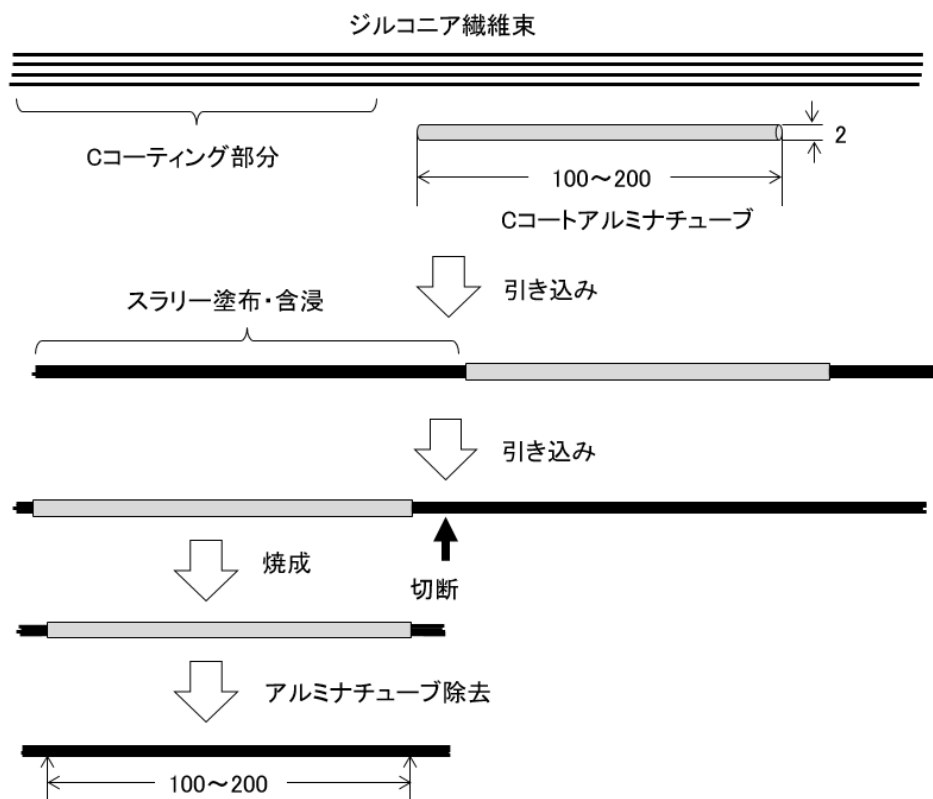 ジルコニア繊維束
Cコーティング部分
2
100～200
Cコートアルミナチューブ
引き込み
スラリー塗布・含浸
引き込み
焼成
切断
アルミナチューブ除去
100～200